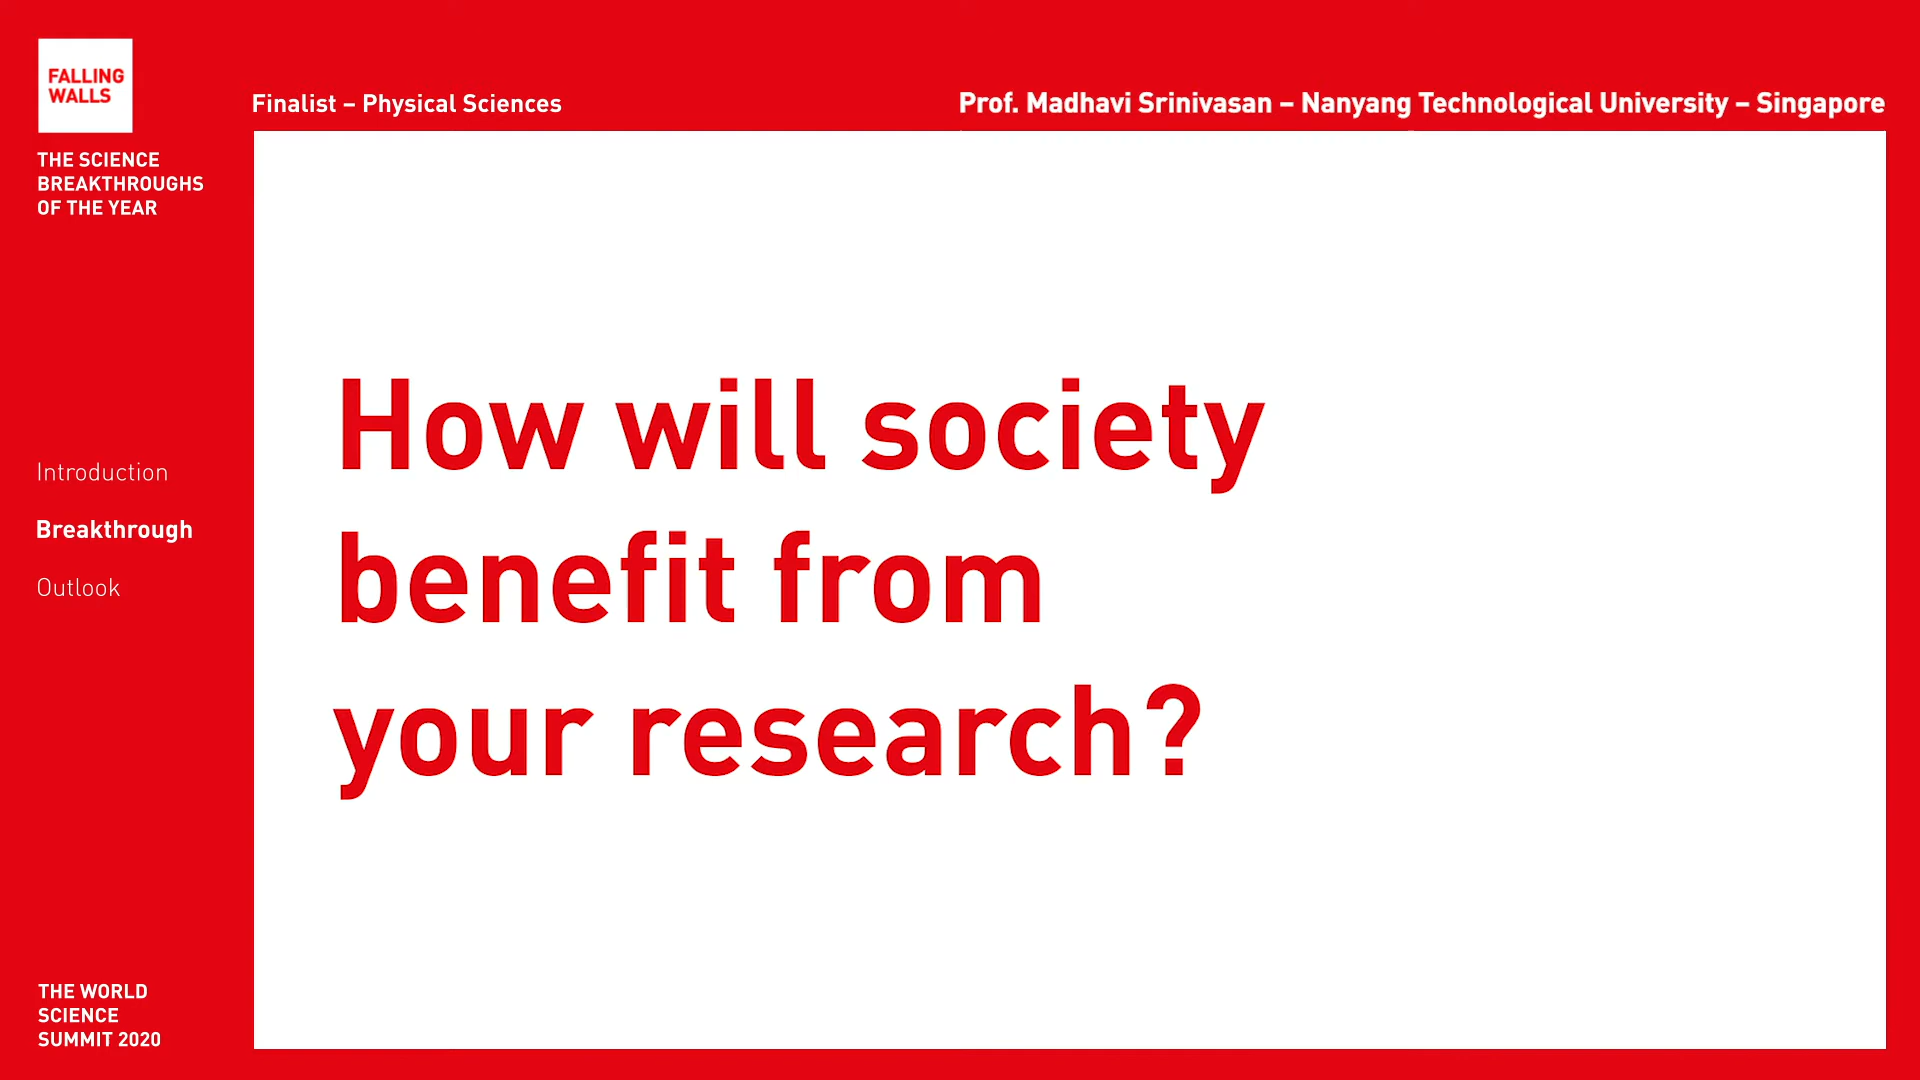 FALLING
WALLS
THE SCIENCE
BREAKTHROUGHS
OF THE YEAR
Finalist – Physical Sciences
Prof. Madhavi Srinivasan – Nanyang Technological University – Singapore
Introduction
Breakthrough
Outlook
How will society
benefit from
your research?
THE WORLD
SCIENCE
SUMMIT 2020